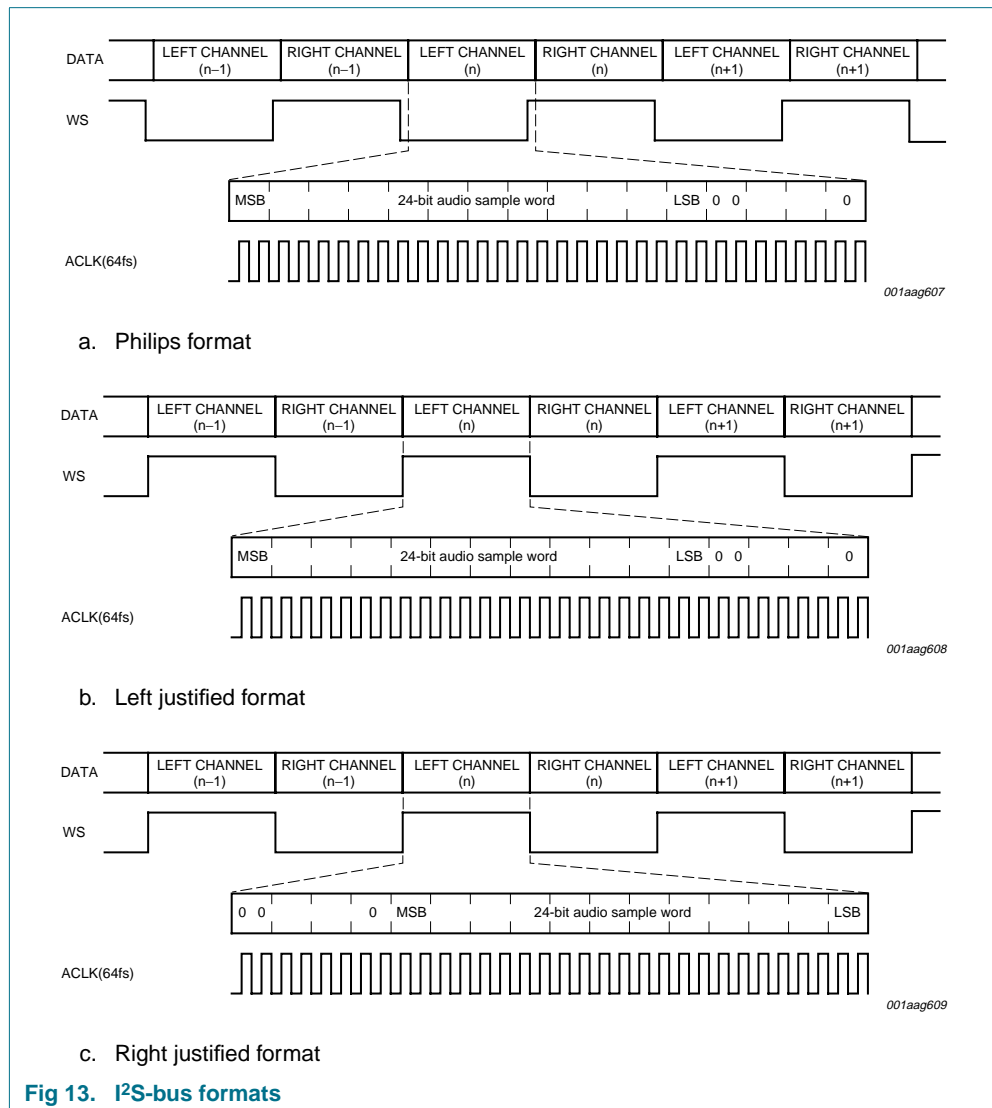 DATA LEFT CHANNEL (n−1) RIGHT CHANNEL (n−1) LEFT CHANNEL (n) RIGHT CHANNEL (n) LEFT CHANNEL (n+1) RIGHT CHANNEL (n+1)
WS
MSB 24-bit audio sample word LSB 0 0 0
ACLK(64fs)
001aag607
a. Philips format
DATA LEFT CHANNEL (n−1) RIGHT CHANNEL (n−1) LEFT CHANNEL (n) RIGHT CHANNEL (n) LEFT CHANNEL (n+1) RIGHT CHANNEL (n+1)
WS
MSB 24-bit audio sample word LSB 0 0 0
ACLK(64fs)
001aag608
b. Left justified format
DATA LEFT CHANNEL (n−1) RIGHT CHANNEL (n−1) LEFT CHANNEL (n) RIGHT CHANNEL (n) LEFT CHANNEL (n+1) RIGHT CHANNEL (n+1)
WS
0 0 0 MSB 24-bit audio sample word LSB
ACLK(64fs)
001aag609
c. Right justified format
Fig 13. I²S-bus formats